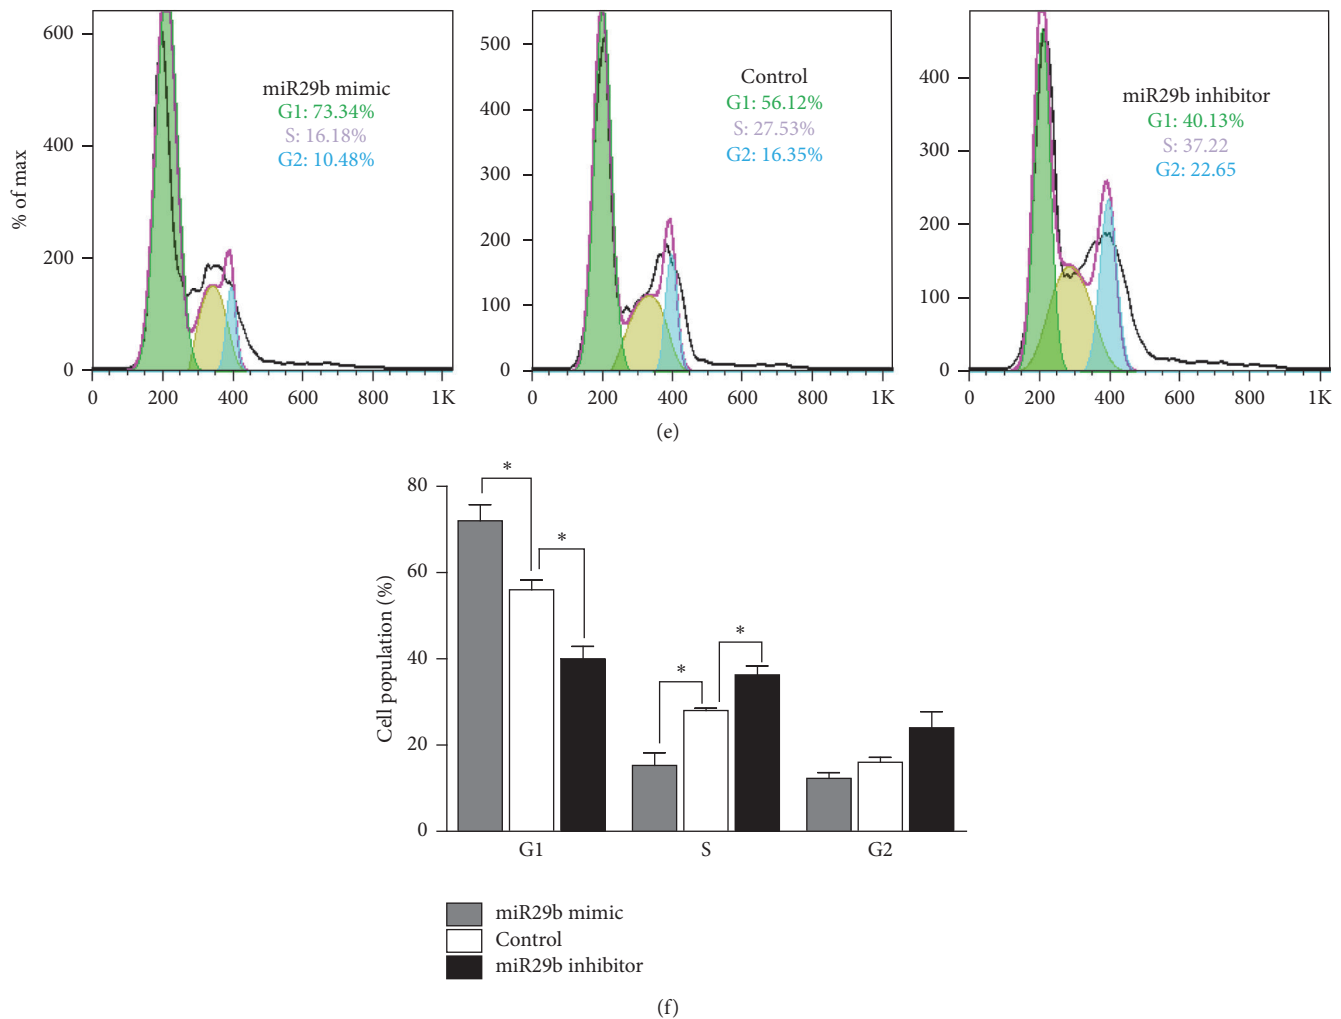 % of max
600
400
200
0
0 200 400 600 800 1K
miR29b mimic
G1: 73.34%
S: 16.18%
G2: 10.48%
500
400
300
200
100
0
0 200 400 600 800 1K
Control
G1: 56.12%
S: 27.53%
G2: 16.35%
400
300
200
100
0
0 200 400 600 800 1K
miR29b inhibitor
G1: 40.13%
S: 37.22
G2: 22.65
(e)
Cell population (%)
80
60
40
20
0
*
*
*
*
G1 S G2
miR29b mimic
Control
miR29b inhibitor
(f)